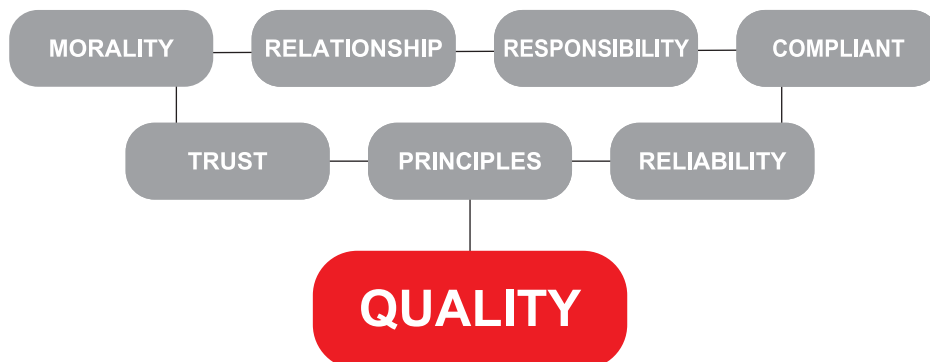 MORALITY
RELATIONSHIP
RESPONSIBILITY
COMPLIANT
TRUST
PRINCIPLES
RELIABILITY
QUALITY